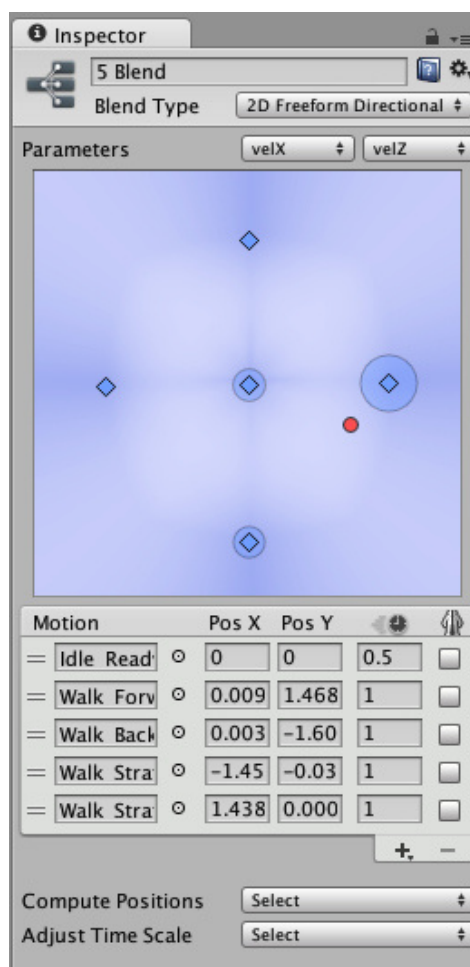 Inspector
5 Blend
Blend Type 2D Freeform Directional
Parameters velX velZ
Motion Pos X Pos Y
Idle Ready 0 0 0.5
Walk Forv 0.009 1.468 1
Walk Back 0.003 -1.60 1
Walk Stra -1.45 -0.03 1
Walk Stra 1.438 0.000 1
+ -
Compute Positions Select
Adjust Time Scale Select